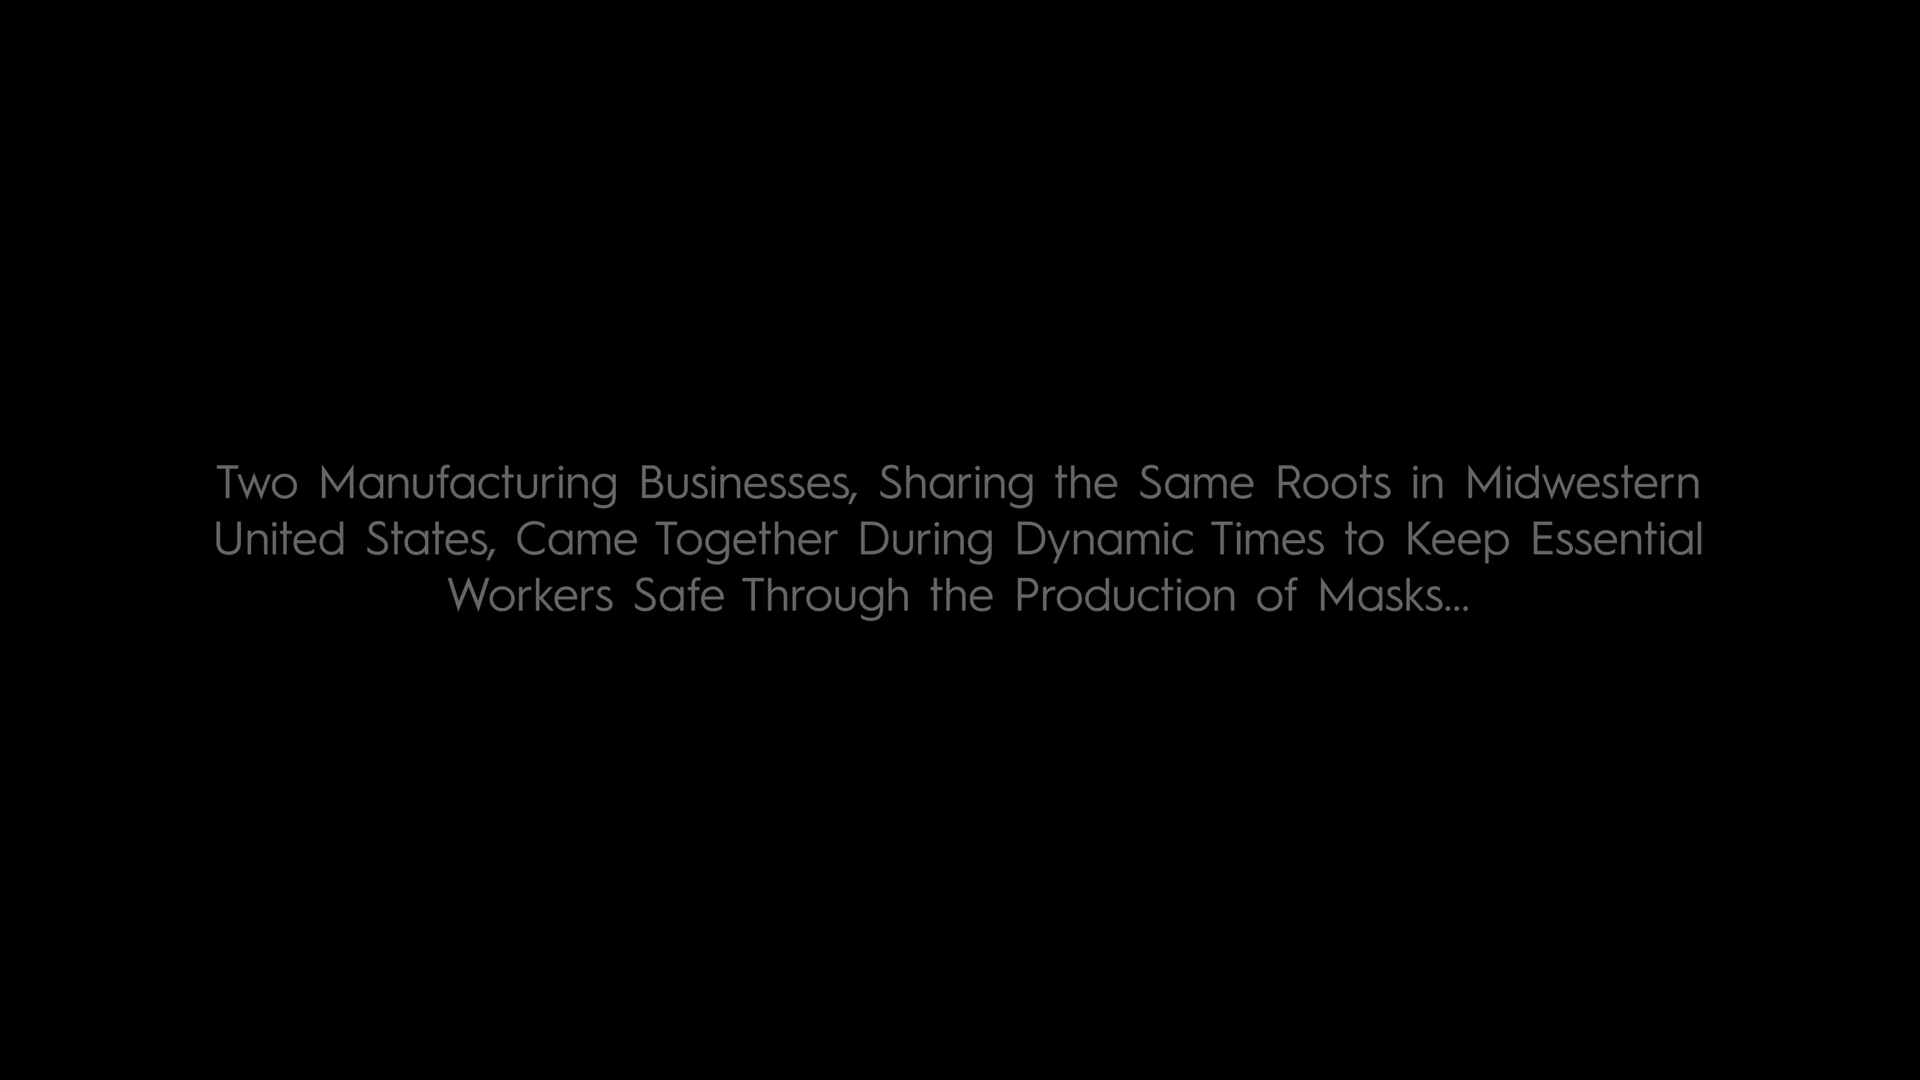 Two Manufacturing Businesses, Sharing the Same Roots in Midwestern
United States, Came Together During Dynamic Times to Keep Essential
Workers Safe Through the Production of Masks...